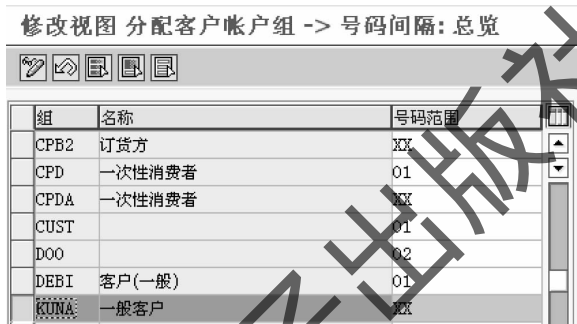 修改视图 分配客户帐户组 -> 号码间隔: 总览
组 名称 号码范围
CPB2 订货方 XX
CPD 一次性消费者 01
CPDA 一次性消费者 XX
CUST 01
DOO 02
DEBI 客户(一般) 01
KUNA 一般客户 XX
出版社